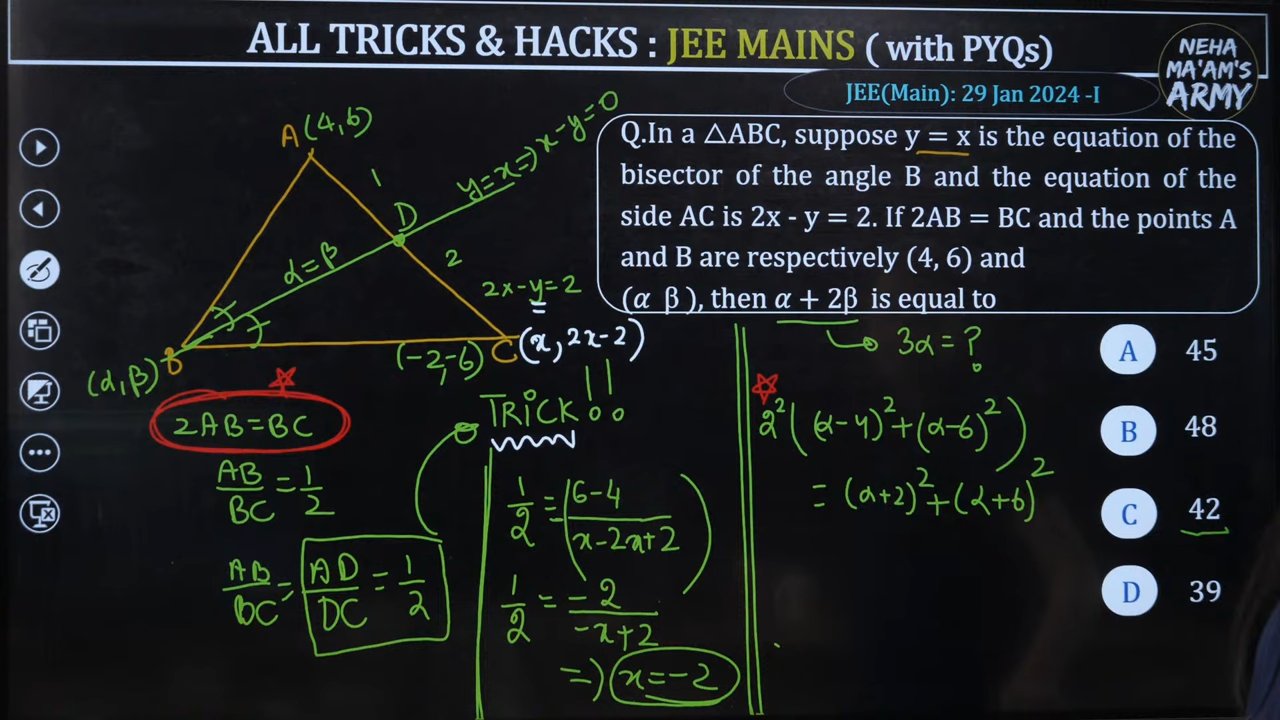 ALL TRICKS & HACKS : JEE MAINS ( with PYQs)
NEHA
MA'AM'S
ARMY
JEE(Main): 29 Jan 2024 -I
Q.In a △ABC, suppose y = x is the equation of the
bisector of the angle B and the equation of the
side AC is 2x - y = 2. If 2AB = BC and the points A
and B are respectively (4, 6) and
(α β ), then α + 2β is equal to
A 45
B 48
C 42
D 39
A (4,6)
1
D
y=x⇒ x-y=0
α=β
2
2x-y=2
B
(α,β)
(-2,-6) C (x, 2x-2)
2AB=BC
AB/BC = 1/2
AB/BC = AD/DC = 1/2
TRiCK!!
1/2 = (6-4/x-2x+2)
1/2 = -2/-x+2
⇒ x=-2
3α=?
2²((α-4)²+(α-6)²)
= (α+2)²+(α+6)²